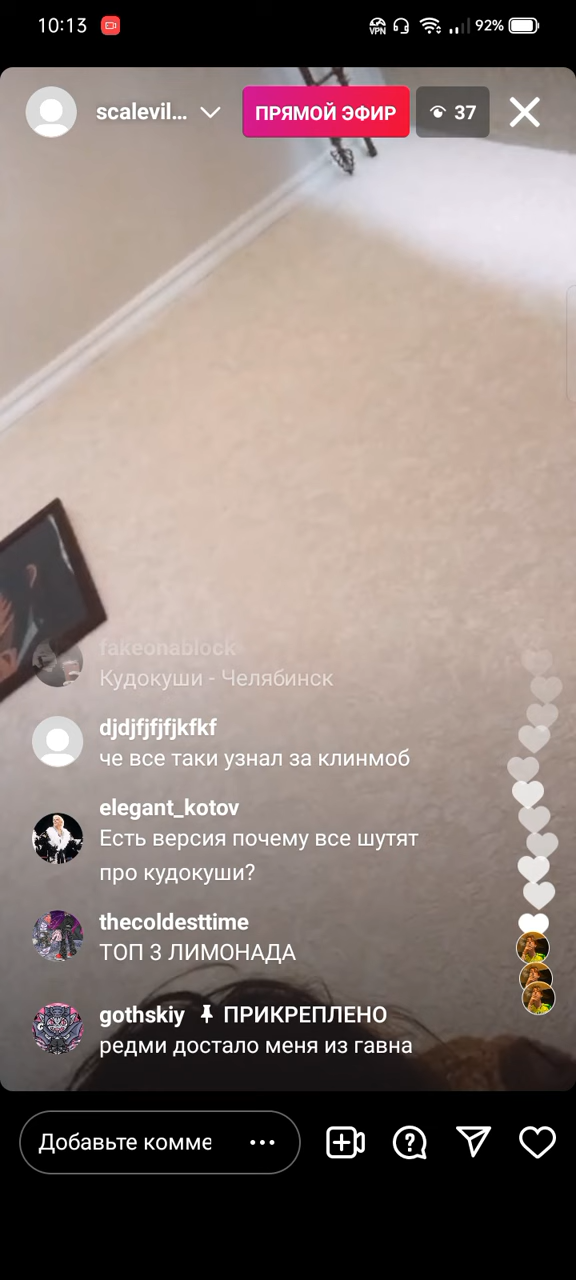 10:13
VPN
92%
scalevil...
ПРЯМОЙ ЭФИР
37
fakeonablock
Кудокуши - Челябинск
djdjfjfjfjkfkf
че все таки узнал за клинмоб
elegant_kotov
Есть версия почему все шутят
про кудокуши?
thecoldesttime
ТОП 3 ЛИМОНАДА
gothskiy ПРИКРЕПЛЕНО
редми достало меня из гавна
Добавьте комме